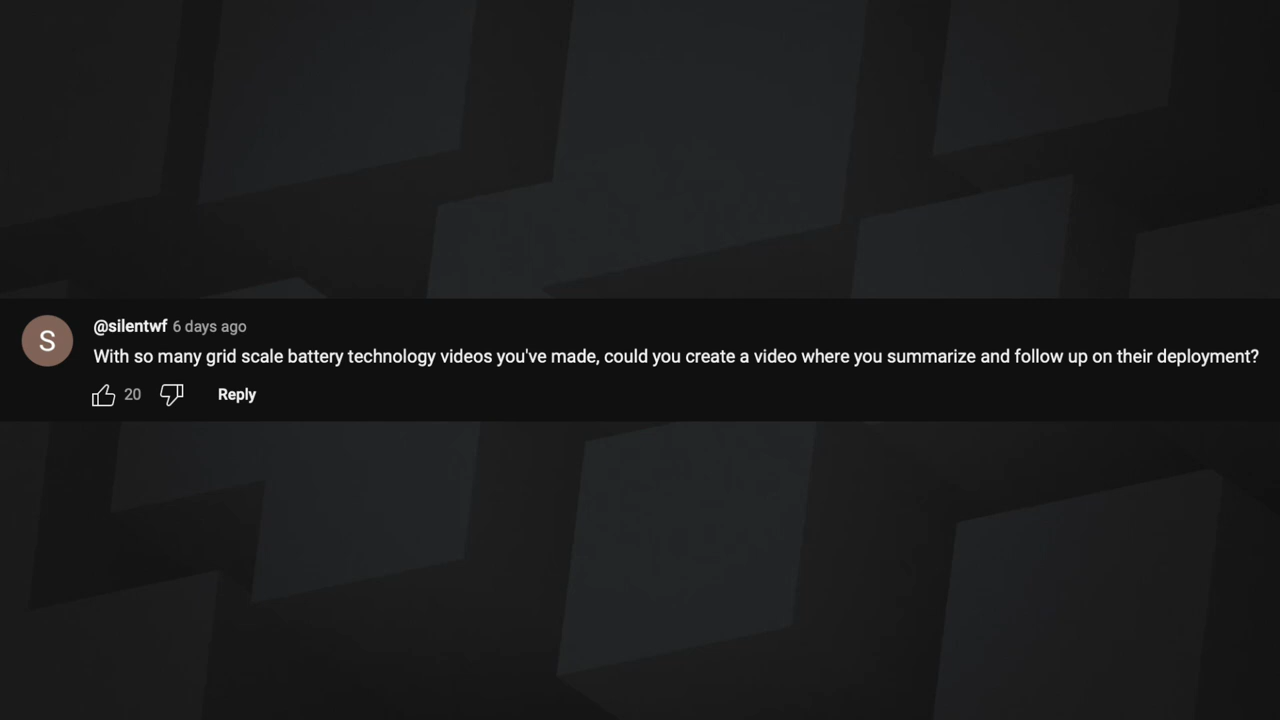 S
@silentwf 6 days ago
With so many grid scale battery technology videos you've made, could you create a video where you summarize and follow up on their deployment?
20 Reply